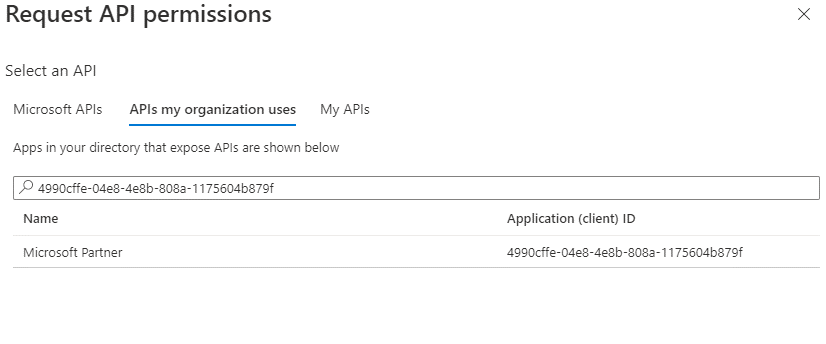 Request API permissions
Select an API
Microsoft APIs APIs my organization uses My APIs
Apps in your directory that expose APIs are shown below
4990cffe-04e8-4e8b-808a-1175604b879f
Name Application (client) ID
Microsoft Partner 4990cffe-04e8-4e8b-808a-1175604b879f